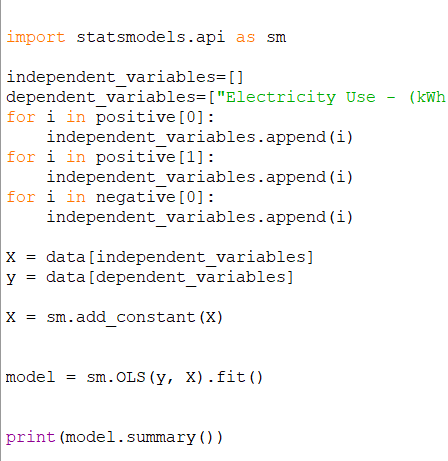 import statsmodels.api as sm
independent_variables=[]
dependent_variables=["Electricity Use - (kWh
for i in positive[0]:
    independent_variables.append(i)
for i in positive[1]:
    independent_variables.append(i)
for i in negative[0]:
    independent_variables.append(i)
X = data[independent_variables]
y = data[dependent_variables]
X = sm.add_constant(X)
model = sm.OLS(y, X).fit()
print(model.summary())